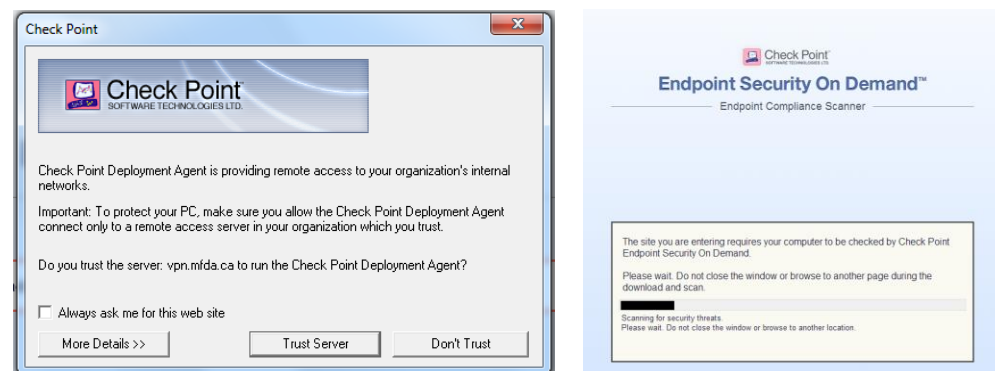 Check Point
Check Point
SOFTWARE TECHNOLOGIES LTD.
Check Point Deployment Agent is providing remote access to your organization's internal
networks.
Important: To protect your PC, make sure you allow the Check Point Deployment Agent
connect only to a remote access server in your organization which you trust.
Do you trust the server: vpn.mfda.ca to run the Check Point Deployment Agent?
Always ask me for this web site
More Details >>
Trust Server
Don't Trust
Check Point
SOFTWARE TECHNOLOGIES LTD.
Endpoint Security On Demand™
Endpoint Compliance Scanner
The site you are entering requires your computer to be checked by Check Point
Endpoint Security On Demand.
Please wait. Do not close the window or browse to another page during the
download and scan.
Scanning for security threats.
Please wait. Do not close the window or browse to another location.